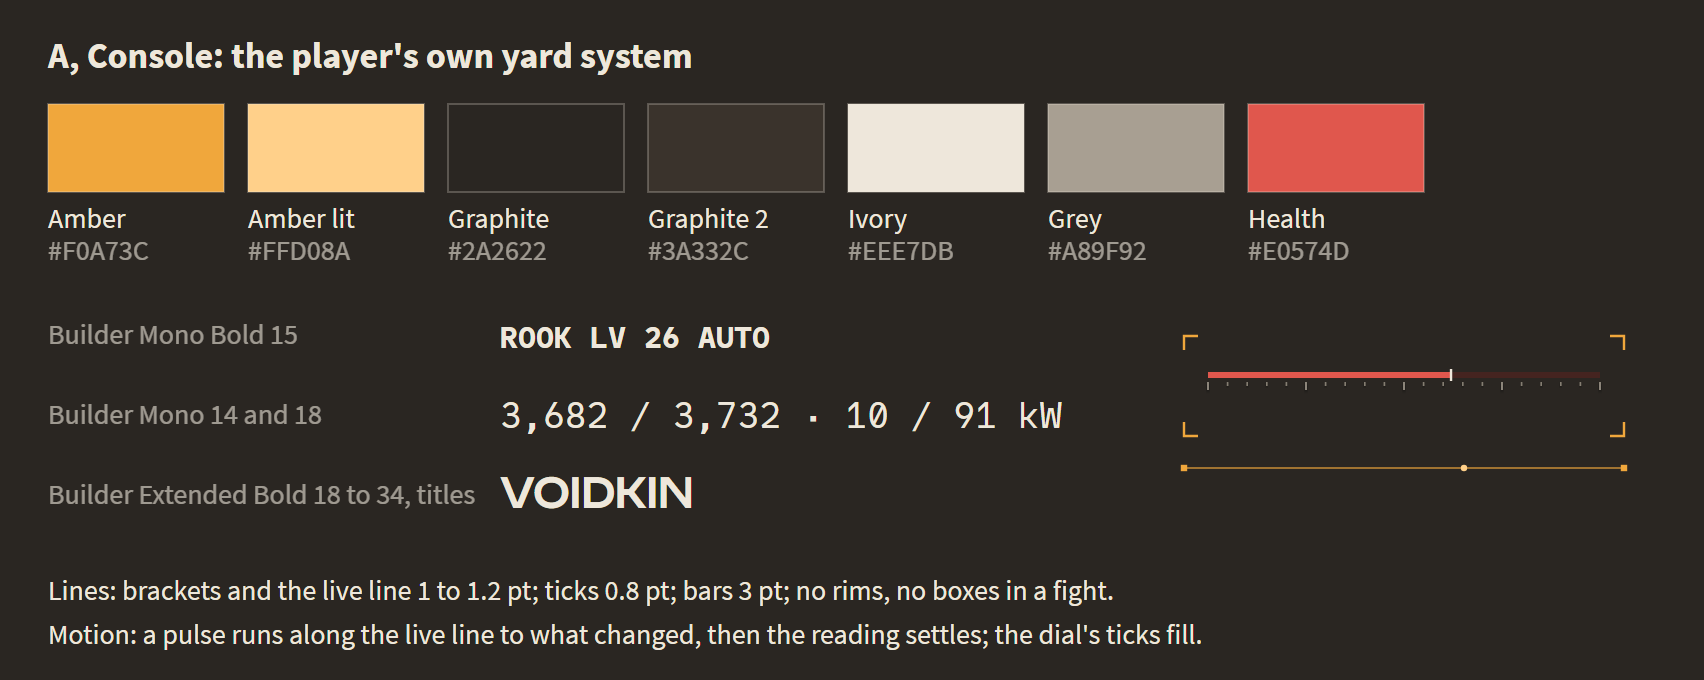 A, Console: the player's own yard system
Amber
#F0A73C
Amber lit
#FFD08A
Graphite
#2A2622
Graphite 2
#3A332C
Ivory
#EEE7DB
Grey
#A89F92
Health
#E0574D
Builder Mono Bold 15
ROOK LV 26 AUTO
Builder Mono 14 and 18
3,682 / 3,732 · 10 / 91 kW
Builder Extended Bold 18 to 34, titles
VOIDKIN
Lines: brackets and the live line 1 to 1.2 pt; ticks 0.8 pt; bars 3 pt; no rims, no boxes in a fight.
Motion: a pulse runs along the live line to what changed, then the reading settles; the dial's ticks fill.